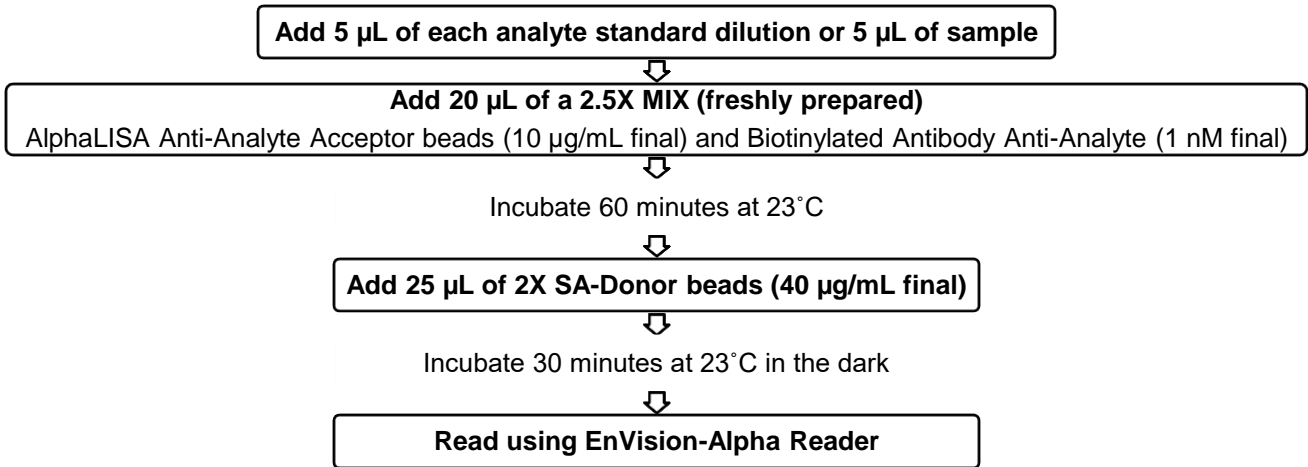 Add 5 µL of each analyte standard dilution or 5 µL of sample
Add 20 µL of a 2.5X MIX (freshly prepared)
AlphaLISA Anti-Analyte Acceptor beads (10 µg/mL final) and Biotinylated Antibody Anti-Analyte (1 nM final)
Incubate 60 minutes at 23˚C
Add 25 µL of 2X SA-Donor beads (40 µg/mL final)
Incubate 30 minutes at 23˚C in the dark
Read using EnVision-Alpha Reader